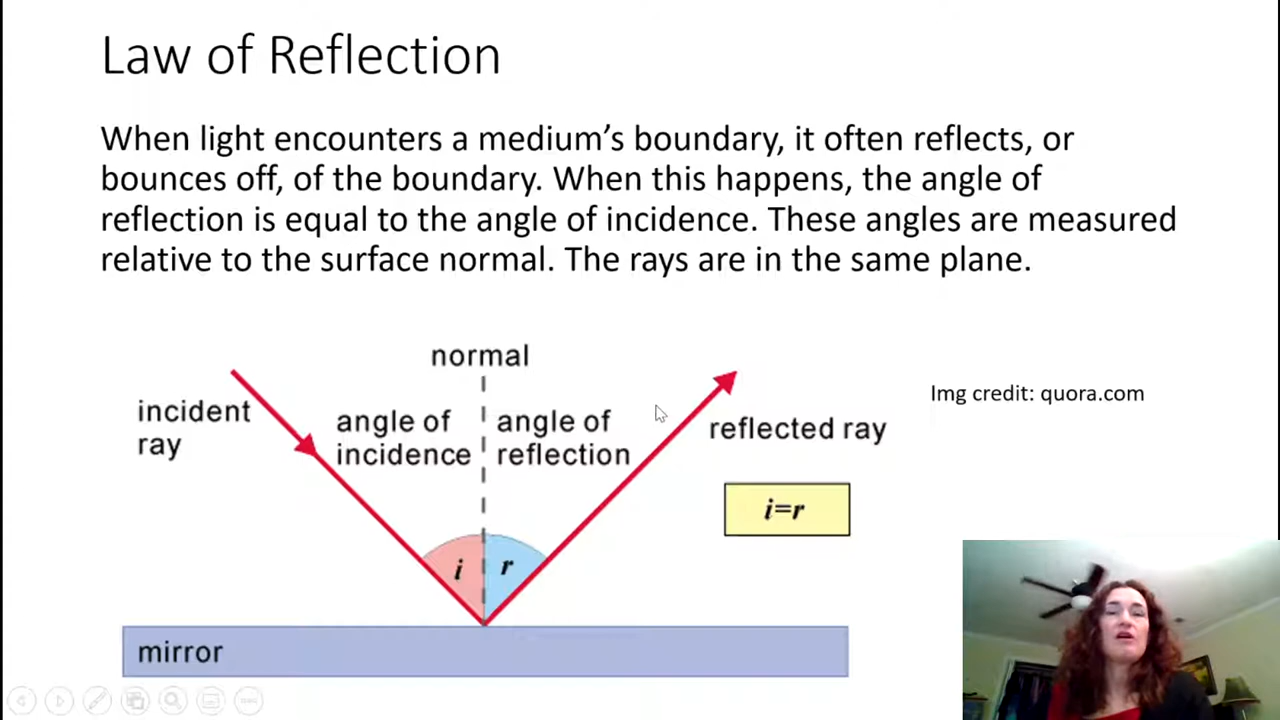 Law of Reflection
When light encounters a medium's boundary, it often reflects, or
bounces off, of the boundary. When this happens, the angle of
reflection is equal to the angle of incidence. These angles are measured
relative to the surface normal. The rays are in the same plane.
normal
Img credit: quora.com
incident
ray
angle of
incidence
angle of
reflection
reflected ray
i=r
i
r
mirror